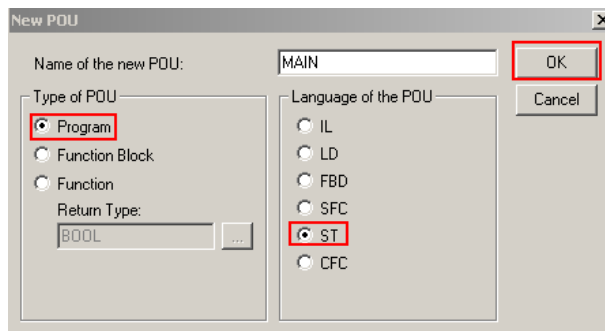 New POU
Name of the new POU:
MAIN
OK
Cancel
Type of POU
Program
Function Block
Function
Return Type:
BOOL
...
Language of the POU
IL
LD
FBD
SFC
ST
CFC